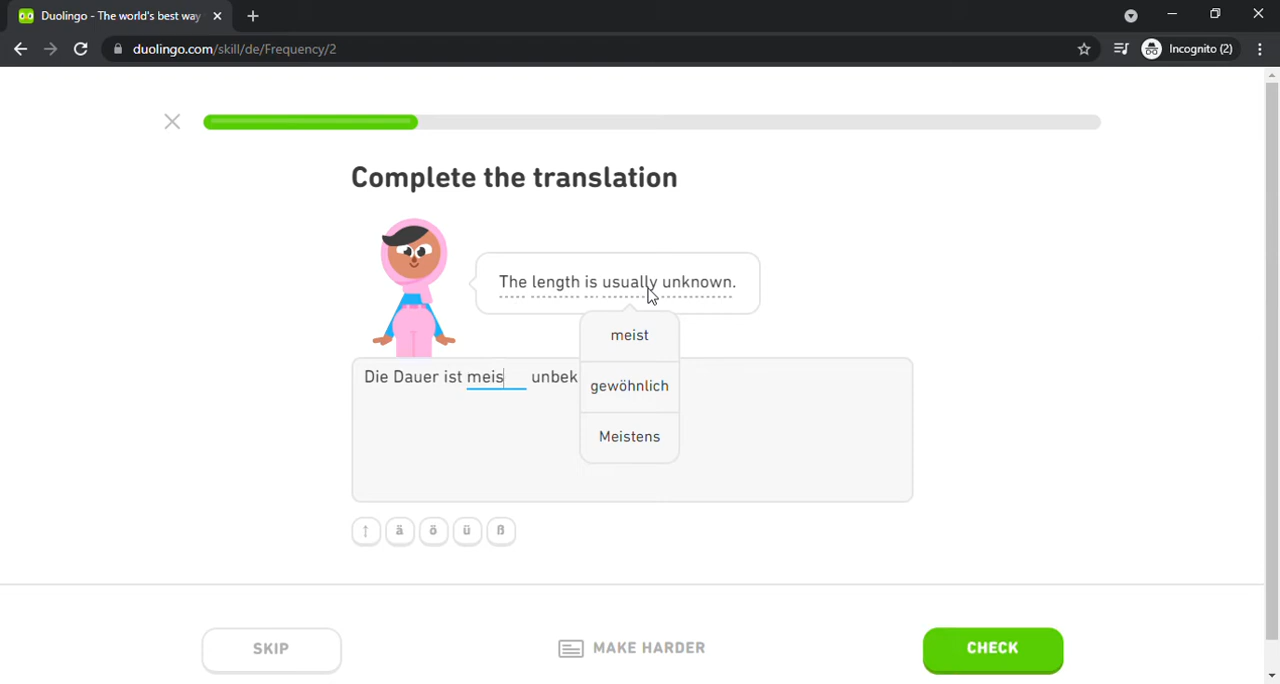 Duolingo - The world's best way
Incognito (2)
duolingo.com/skill/de/Frequency/2
Complete the translation
The length is usually unknown.
meist
gewöhnlich
Meistens
Die Dauer ist meis unbek
↑ ä ö ü ß
SKIP
MAKE HARDER
CHECK